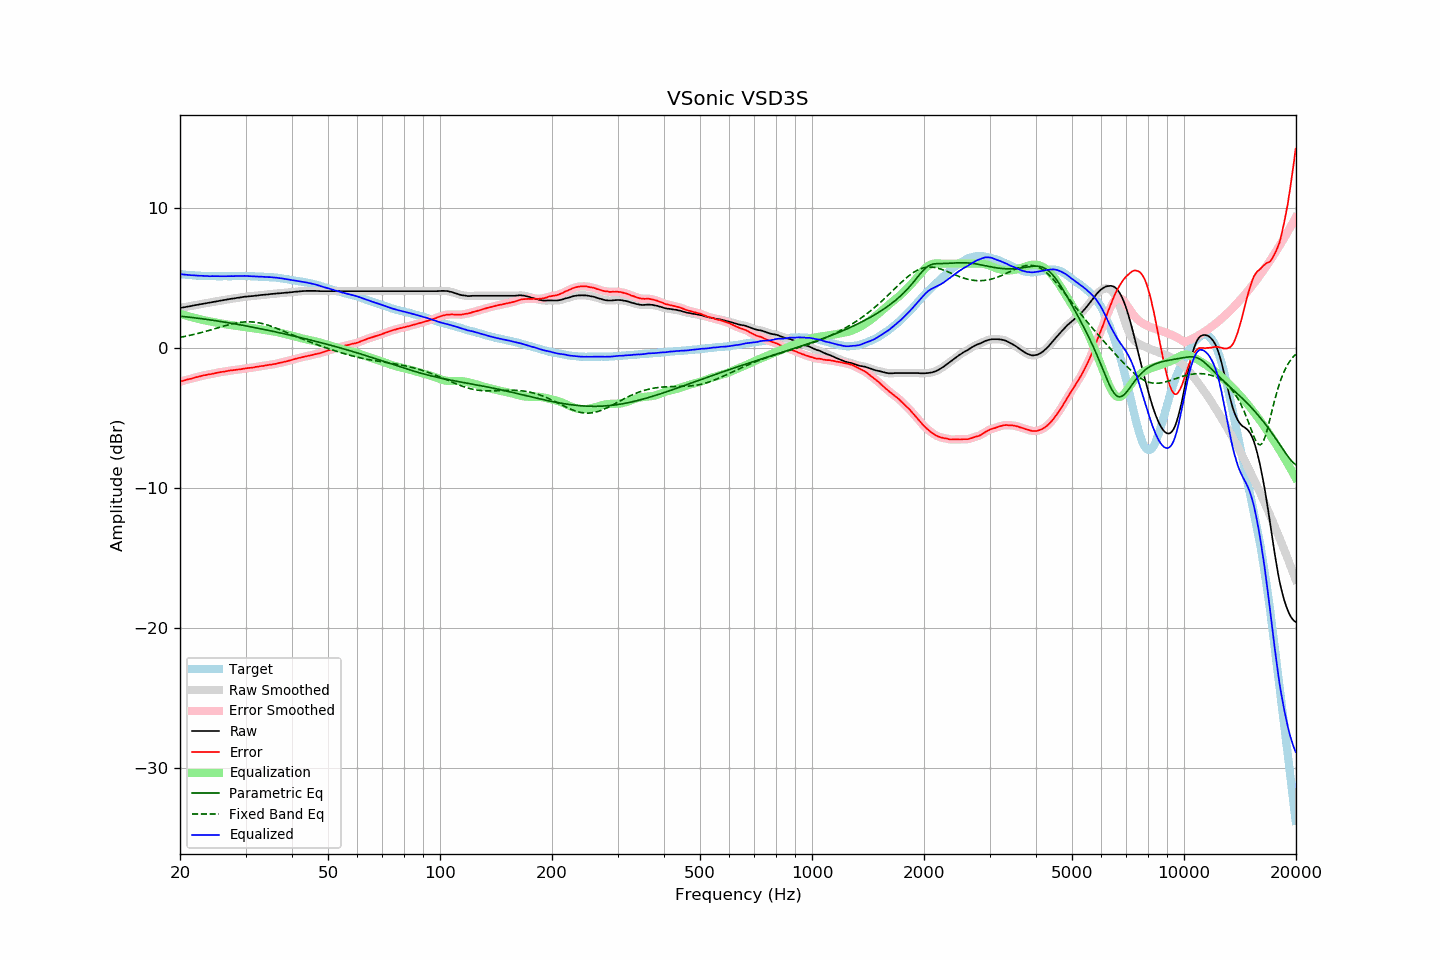 VSonic VSD3S
Amplitude (dBr)
10
0
−10
−20
−30
Target
Raw Smoothed
Error Smoothed
Raw
Error
Equalization
Parametric Eq
Fixed Band Eq
Equalized
20 50 100 200 500 1000 2000 5000 10000 20000
Frequency (Hz)